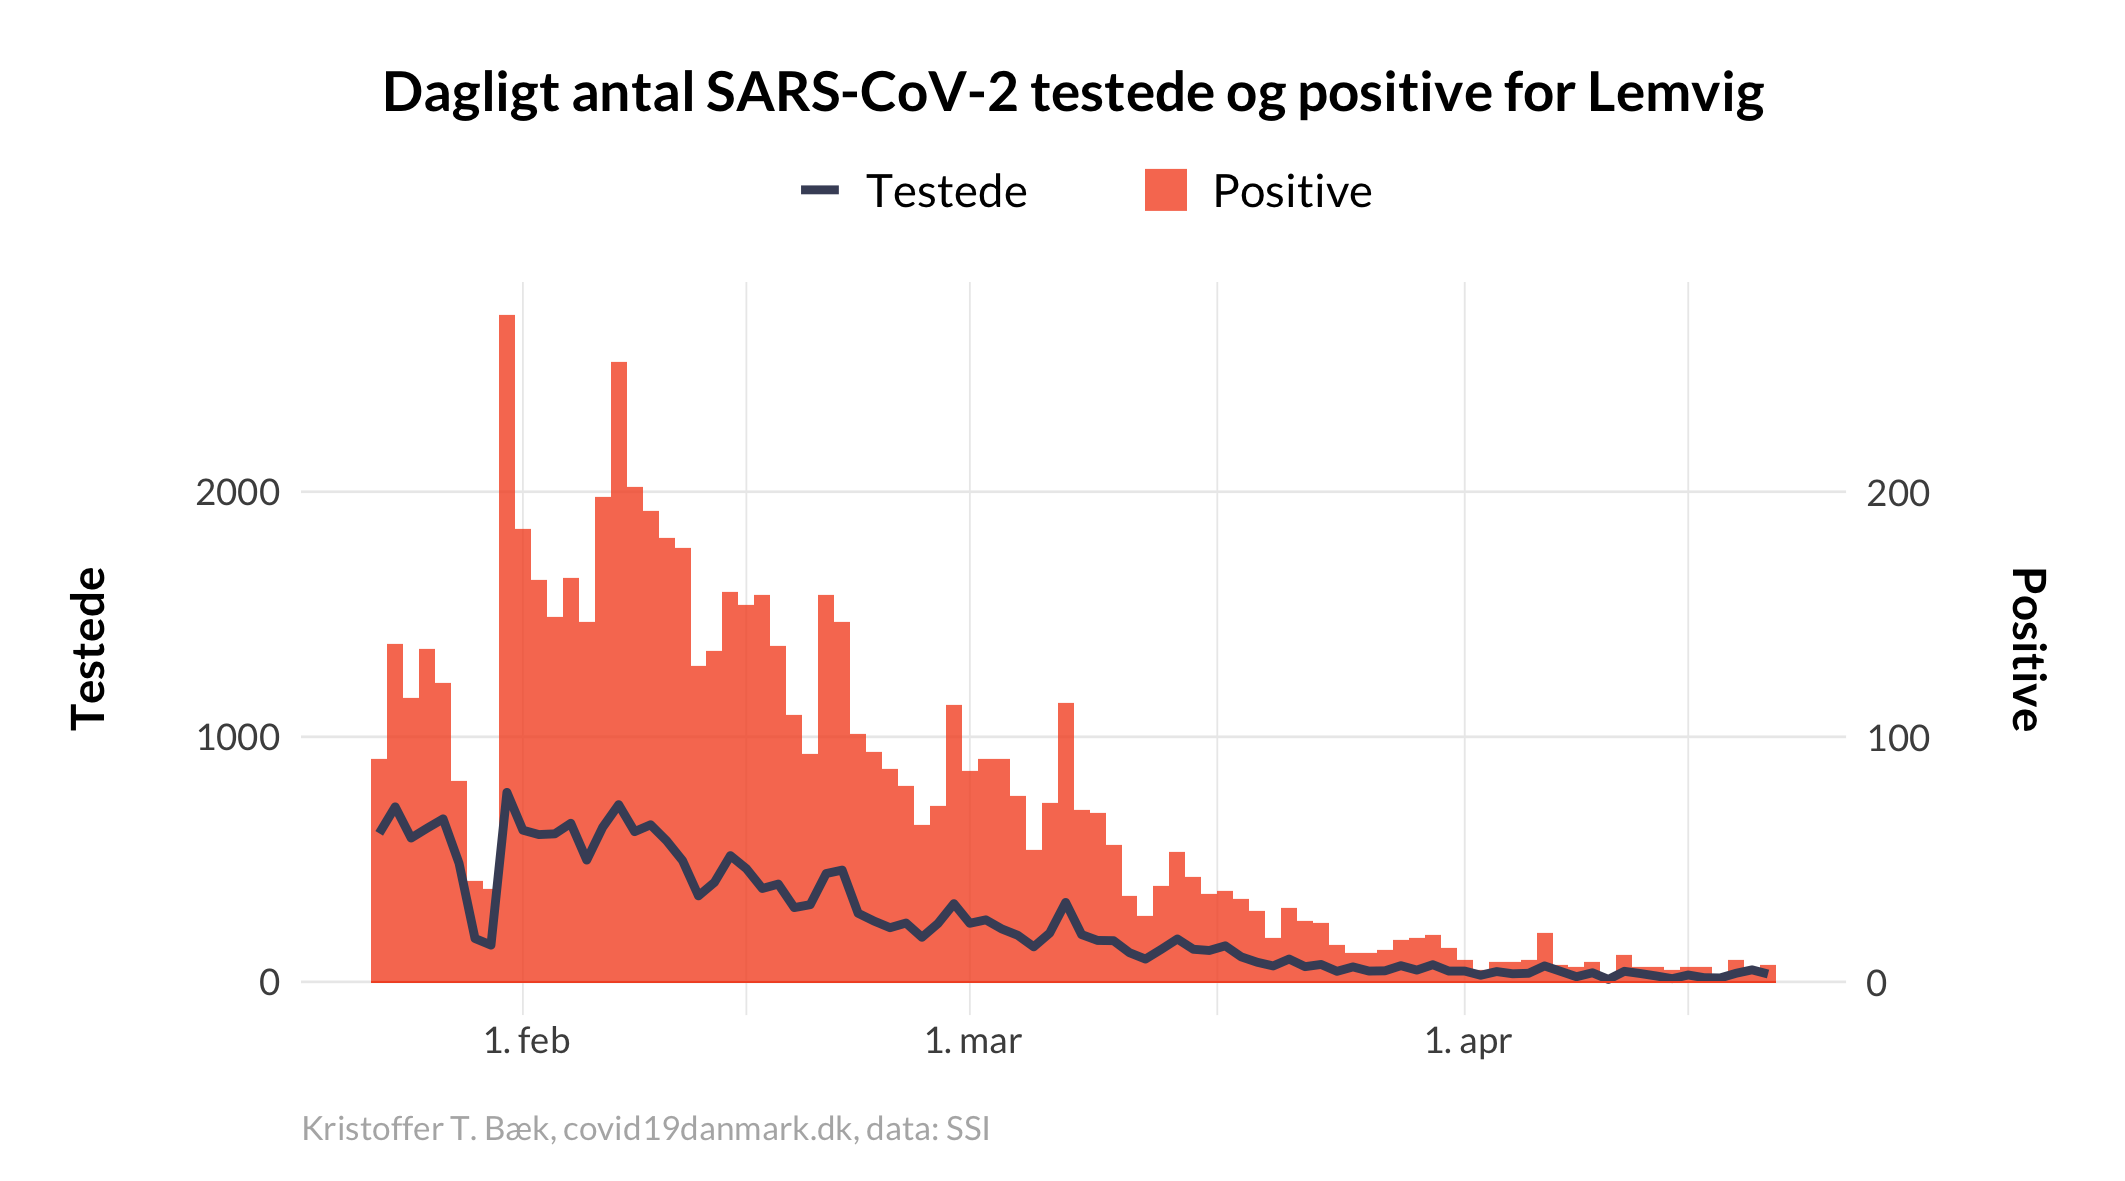 Dagligt antal SARS-CoV-2 testede og positive for Lemvig
Testede
Positive
2000
1000
0
Testede
200
100
0
Positive
1. feb
1. mar
1. apr
Kristoffer T. Bæk, covid19danmark.dk, data: SSI